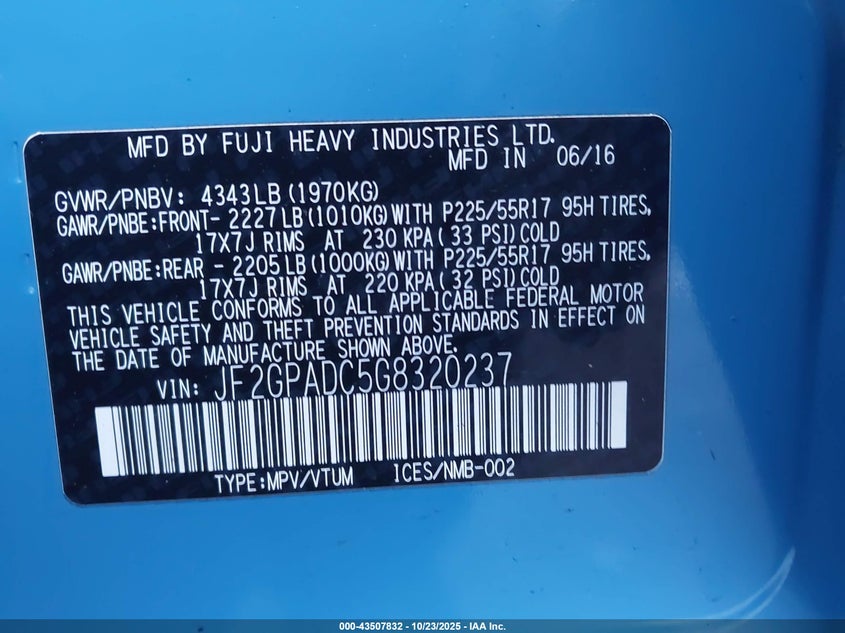 MFD BY FUJI HEAVY INDUSTRIES LTD.
MFD IN 06/16
GVWR/PNBV: 4343LB (1970KG)
GAWR/PNBE:FRONT- 2227LB(1010KG)WITH P225/55R17 95H TIRES,
17X7J RIMS AT 230 KPA(33 PSI)COLD
GAWR/PNBE:REAR - 2205LB(1000KG)WITH P225/55R17 95H TIRES,
17X7J RIMS AT 220 KPA(32 PSI)COLD
THIS VEHICLE CONFORMS TO ALL APPLICABLE FEDERAL MOTOR
VEHICLE SAFETY AND THEFT PREVENTION STANDARDS IN EFFECT ON
THE DATE OF MANUFACTURE SHOWN ABOVE.
VIN: JF2GPADC5G8320237
TYPE:MPV/VTUM ICES/NMB-002
000-43507832 - 10/23/2025 - IAA Inc.